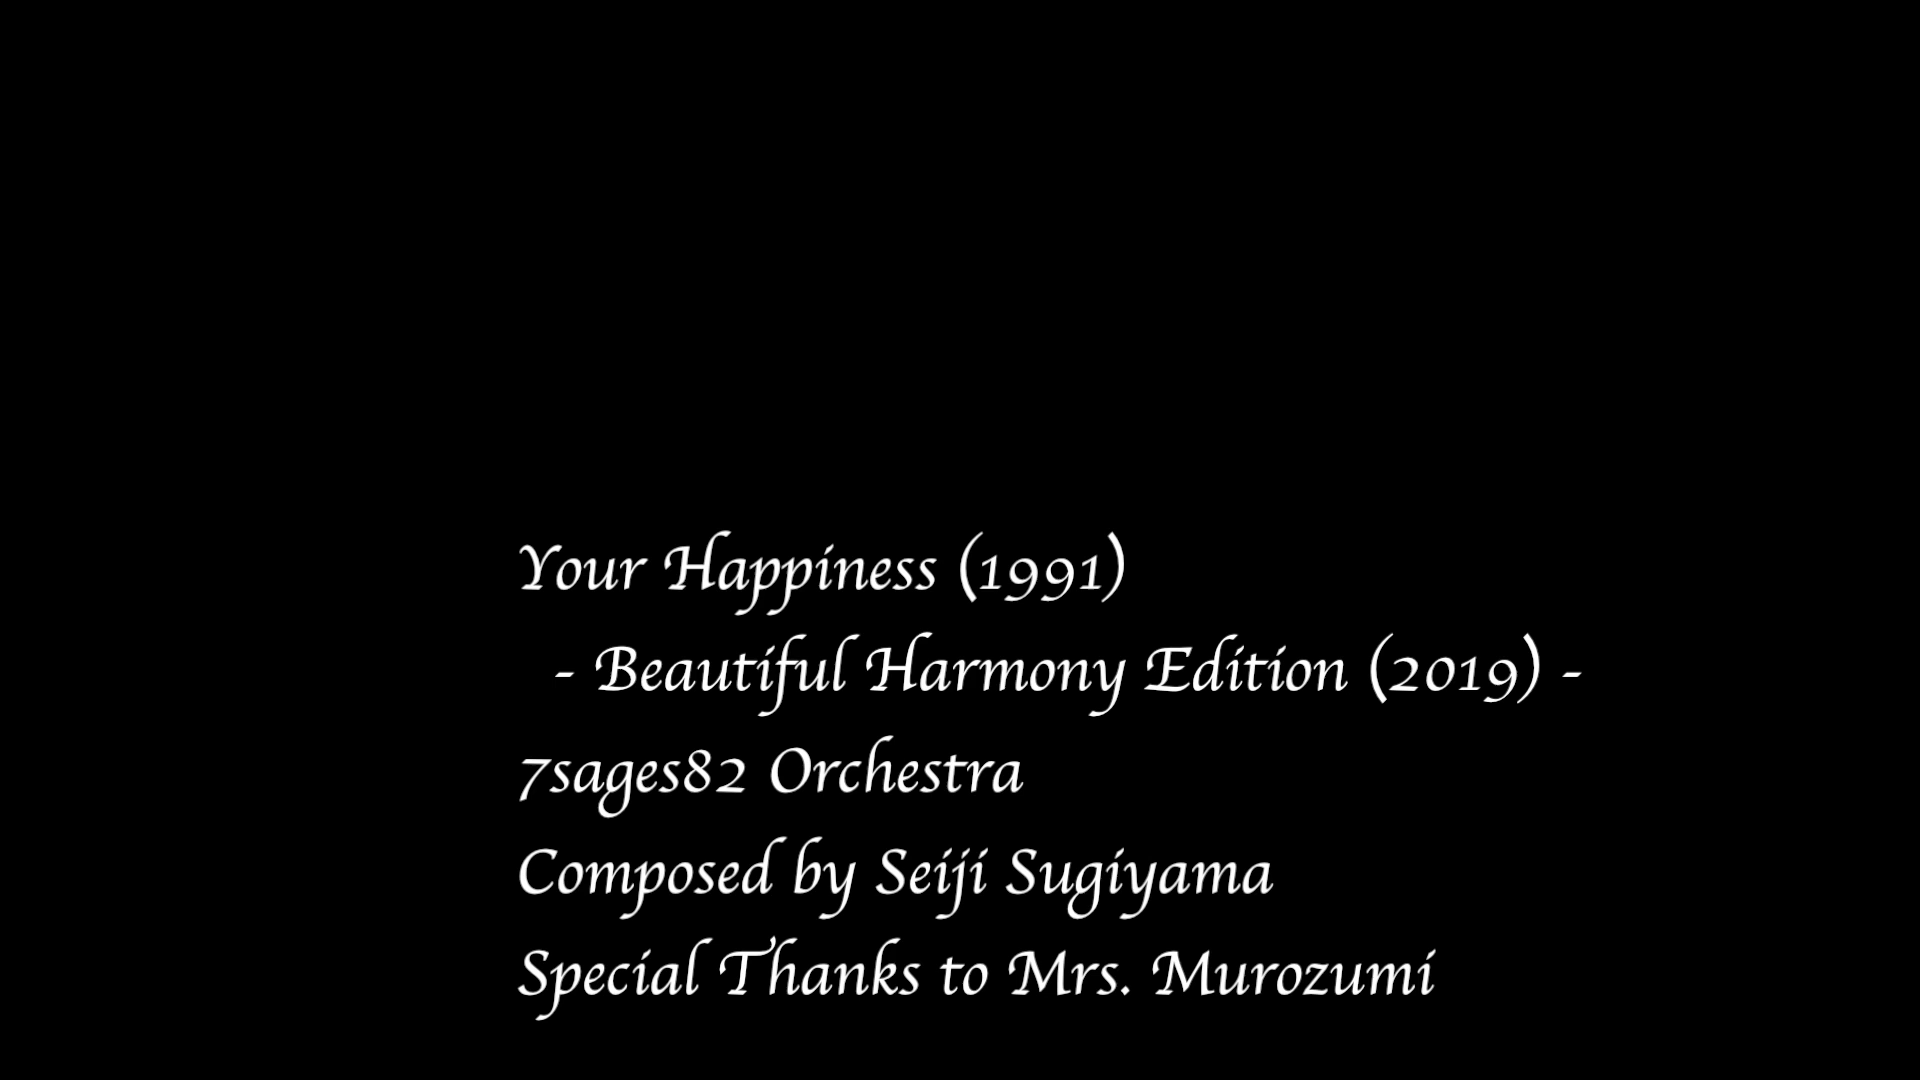 Your Happiness (1991)
- Beautiful Harmony Edition (2019) -
7sages82 Orchestra
Composed by Seiji Sugiyama
Special Thanks to Mrs. Murozumi